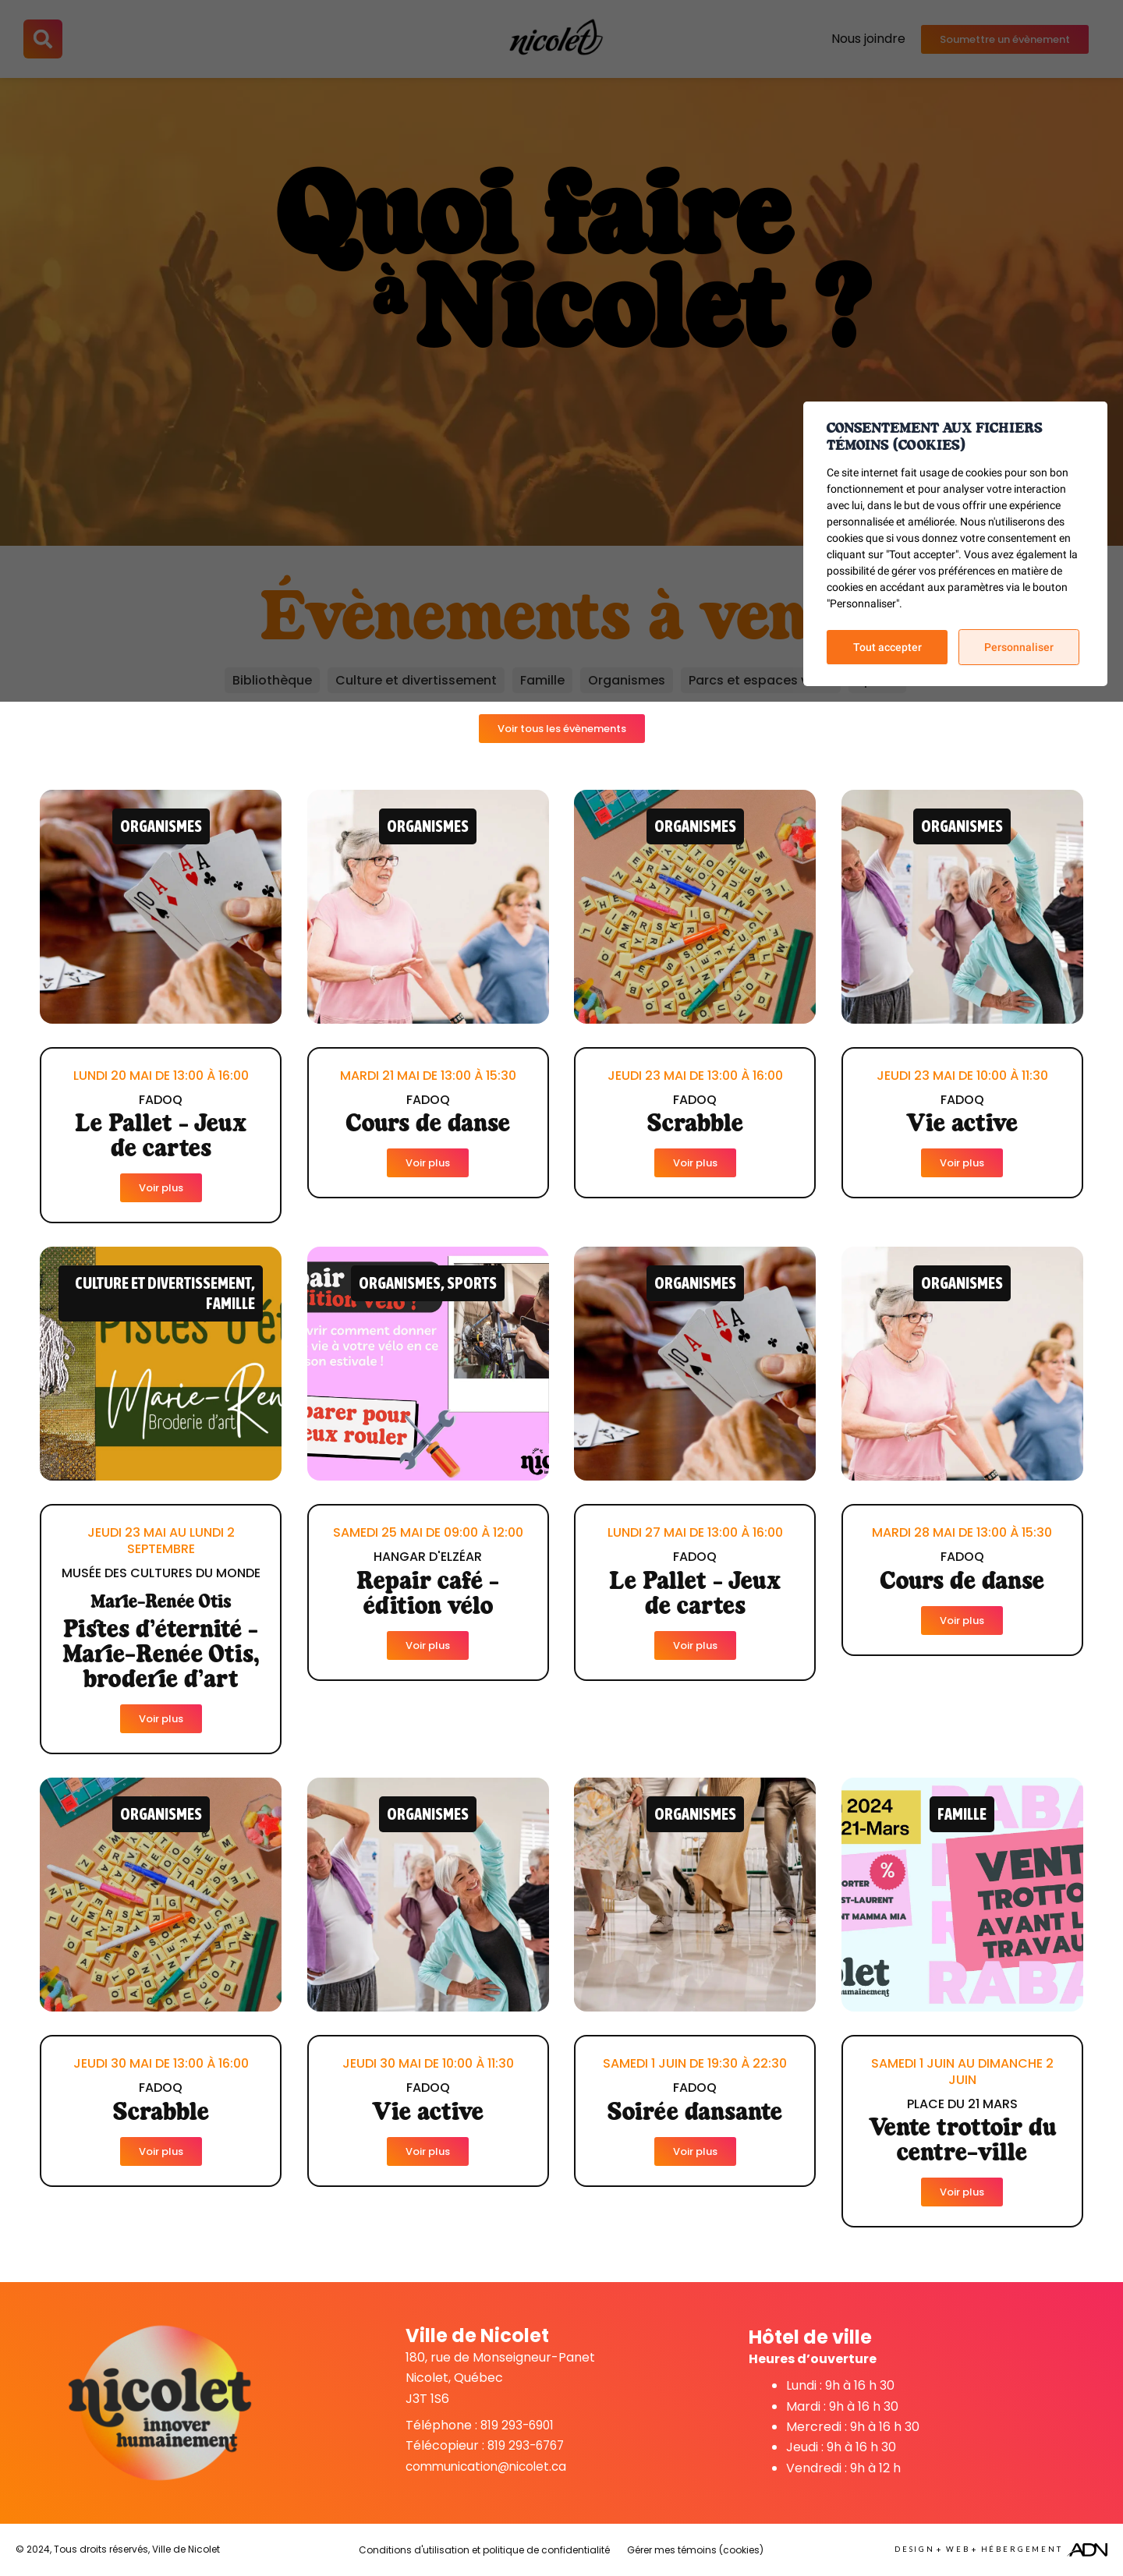 nicolet
Nous joindre
Soumettre un évènement
Quoi faire
à Nicolet ?
CONSENTEMENT AUX FICHIERS
TÉMOINS (COOKIES)
Ce site internet fait usage de cookies pour son bon
fonctionnement et pour analyser votre interaction
avec lui, dans le but de vous offrir une expérience
personnalisée et améliorée. Nous n'utiliserons des
cookies que si vous donnez votre consentement en
cliquant sur "Tout accepter". Vous avez également la
possibilité de gérer vos préférences en matière de
cookies en accédant aux paramètres via le bouton
"Personnaliser".
Tout accepter
Personnaliser
Évènements à ven
Bibliothèque
Culture et divertissement
Famille
Organismes
Parcs et espaces
Voir tous les évènements
ORGANISMES
ORGANISMES
ORGANISMES
ORGANISMES
LUNDI 20 MAI DE 13:00 À 16:00
FADOQ
Le Pallet - Jeux
de cartes
Voir plus
MARDI 21 MAI DE 13:00 À 15:30
FADOQ
Cours de danse
Voir plus
JEUDI 23 MAI DE 13:00 À 16:00
FADOQ
Scrabble
Voir plus
JEUDI 23 MAI DE 10:00 À 11:30
FADOQ
Vie active
Voir plus
CULTURE ET DIVERTISSEMENT,
FAMILLE
Pistes d'ét
Marie-Ren
Broderie d'art
ORGANISMES, SPORTS
pair
dition vélo !
vrir comment donner
vie à votre vélo en ce
son estivale !
parer pour
eux rouler
nic
ORGANISMES
ORGANISMES
JEUDI 23 MAI AU LUNDI 2
SEPTEMBRE
MUSÉE DES CULTURES DU MONDE
Marie-Renée Otis
Pistes d’éternité -
Marie-Renée Otis,
broderie d’art
Voir plus
SAMEDI 25 MAI DE 09:00 À 12:00
HANGAR D'ELZÉAR
Repair café -
édition vélo
Voir plus
LUNDI 27 MAI DE 13:00 À 16:00
FADOQ
Le Pallet - Jeux
de cartes
Voir plus
MARDI 28 MAI DE 13:00 À 15:30
FADOQ
Cours de danse
Voir plus
ORGANISMES
ORGANISMES
ORGANISMES
FAMILLE
2024
21-Mars
%
ORTER
ST-LAURENT
NT MAMMA MIA
olet
humainement
RABA
VENT
TROTTO
AVANT L
TRAVAU
RABA
JEUDI 30 MAI DE 13:00 À 16:00
FADOQ
Scrabble
Voir plus
JEUDI 30 MAI DE 10:00 À 11:30
FADOQ
Vie active
Voir plus
SAMEDI 1 JUIN DE 19:30 À 22:30
FADOQ
Soirée dansante
Voir plus
SAMEDI 1 JUIN AU DIMANCHE 2
JUIN
PLACE DU 21 MARS
Vente trottoir du
centre-ville
Voir plus
nicolet
innover
humainement
Ville de Nicolet
180, rue de Monseigneur-Panet
Nicolet, Québec
J3T 1S6
Téléphone : 819 293-6901
Télécopieur : 819 293-6767
communication@nicolet.ca
Hôtel de ville
Heures d’ouverture
Lundi : 9h à 16 h 30
Mardi : 9h à 16 h 30
Mercredi : 9h à 16 h 30
Jeudi : 9h à 16 h 30
Vendredi : 9h à 12 h
© 2024, Tous droits réservés, Ville de Nicolet
Conditions d'utilisation et politique de confidentialité
Gérer mes témoins (cookies)
DESIGN + WEB + HÉBERGEMENT ADN